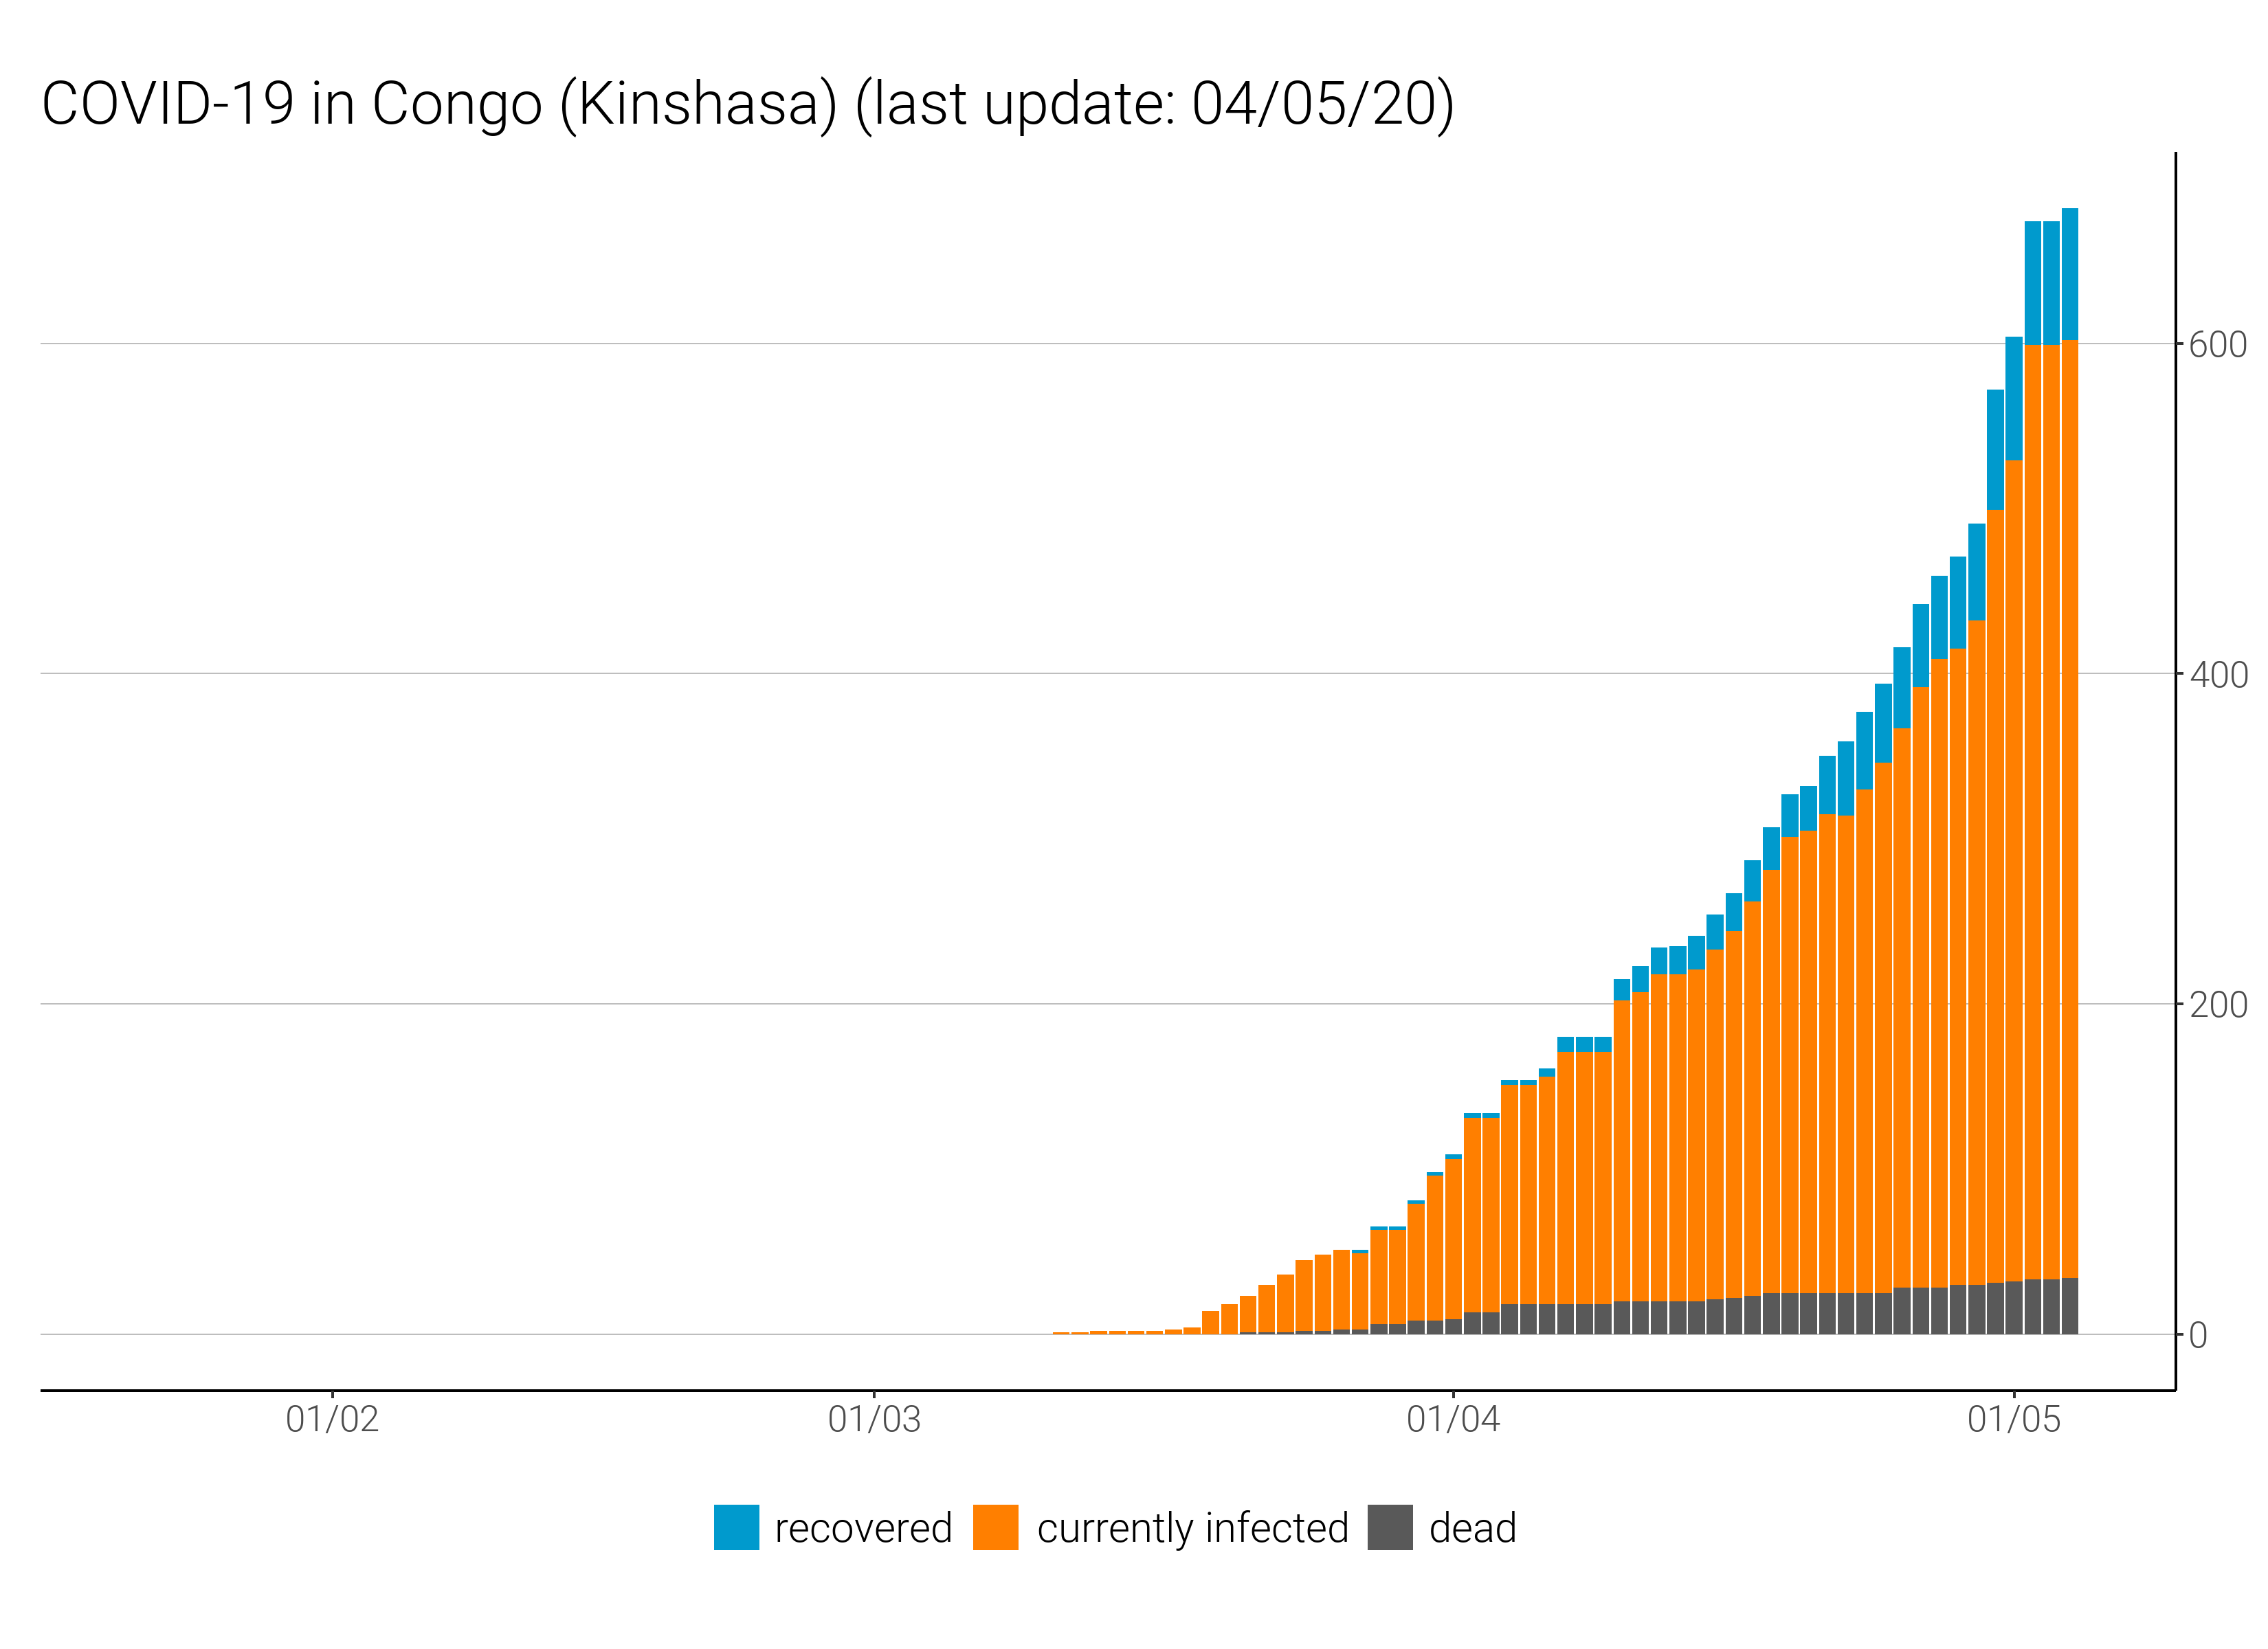 COVID-19 in Congo (Kinshasa) (last update: 04/05/20)
600
400
200
0
01/02 01/03 01/04 01/05
recovered currently infected dead